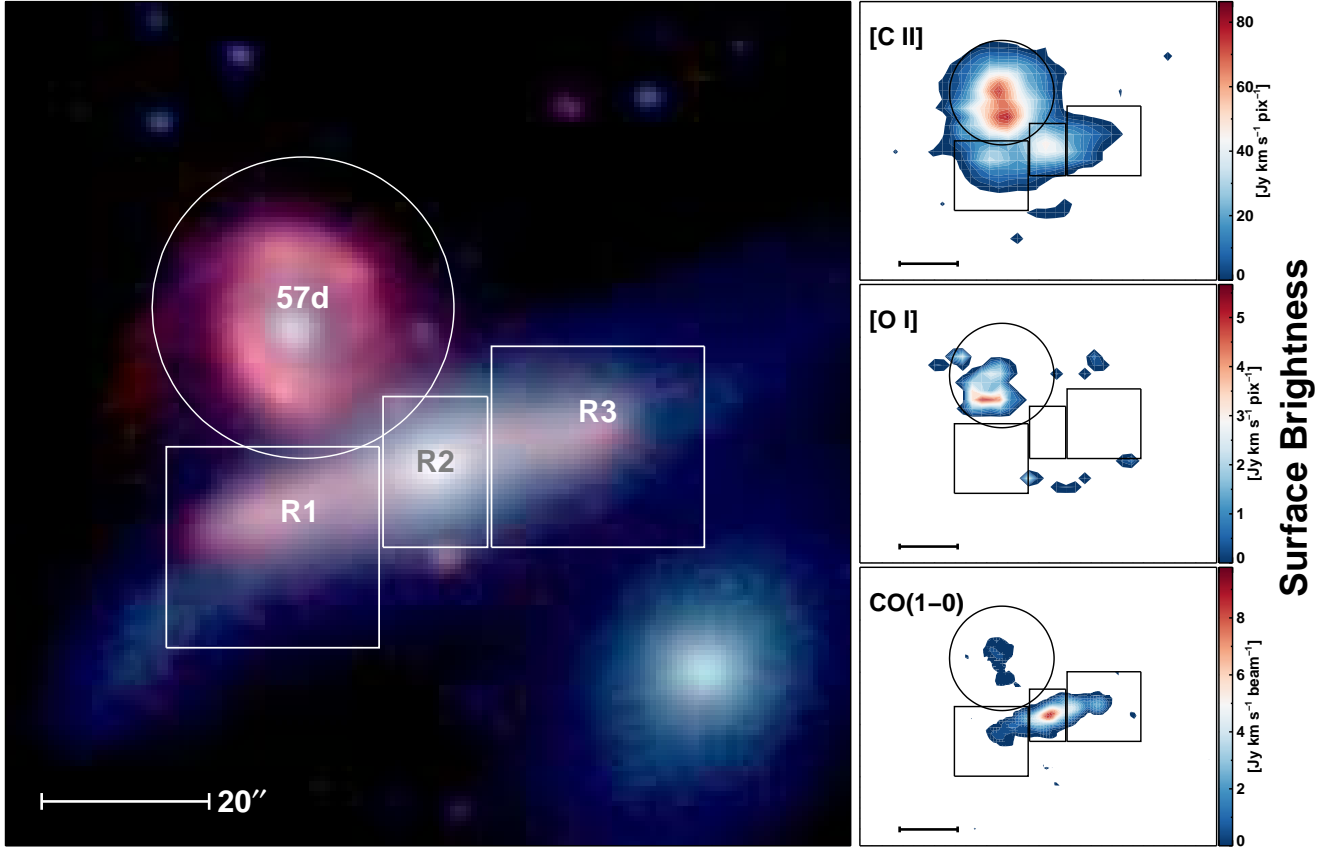 57d
R1
R2
R3
20″
[C II]
80
60
40
20
0
[Jy km s⁻¹ pix⁻¹]
[O I]
5
4
3
2
1
0
[Jy km s⁻¹ pix⁻¹]
CO(1−0)
8
6
4
2
0
[Jy km s⁻¹ beam⁻¹]
Surface Brightness